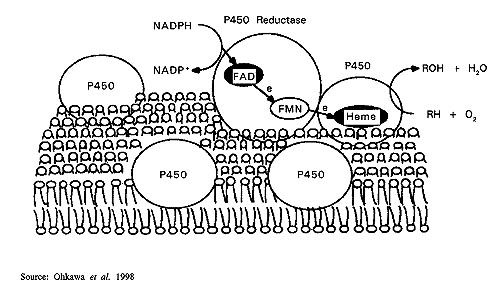 P450 Reductase
NADPH
NADP⁺
FAD
e
FMN
e
Heme
P450
ROH + H₂O
RH + O₂
P450
P450
P450
Source: Ohkawa et al. 1998